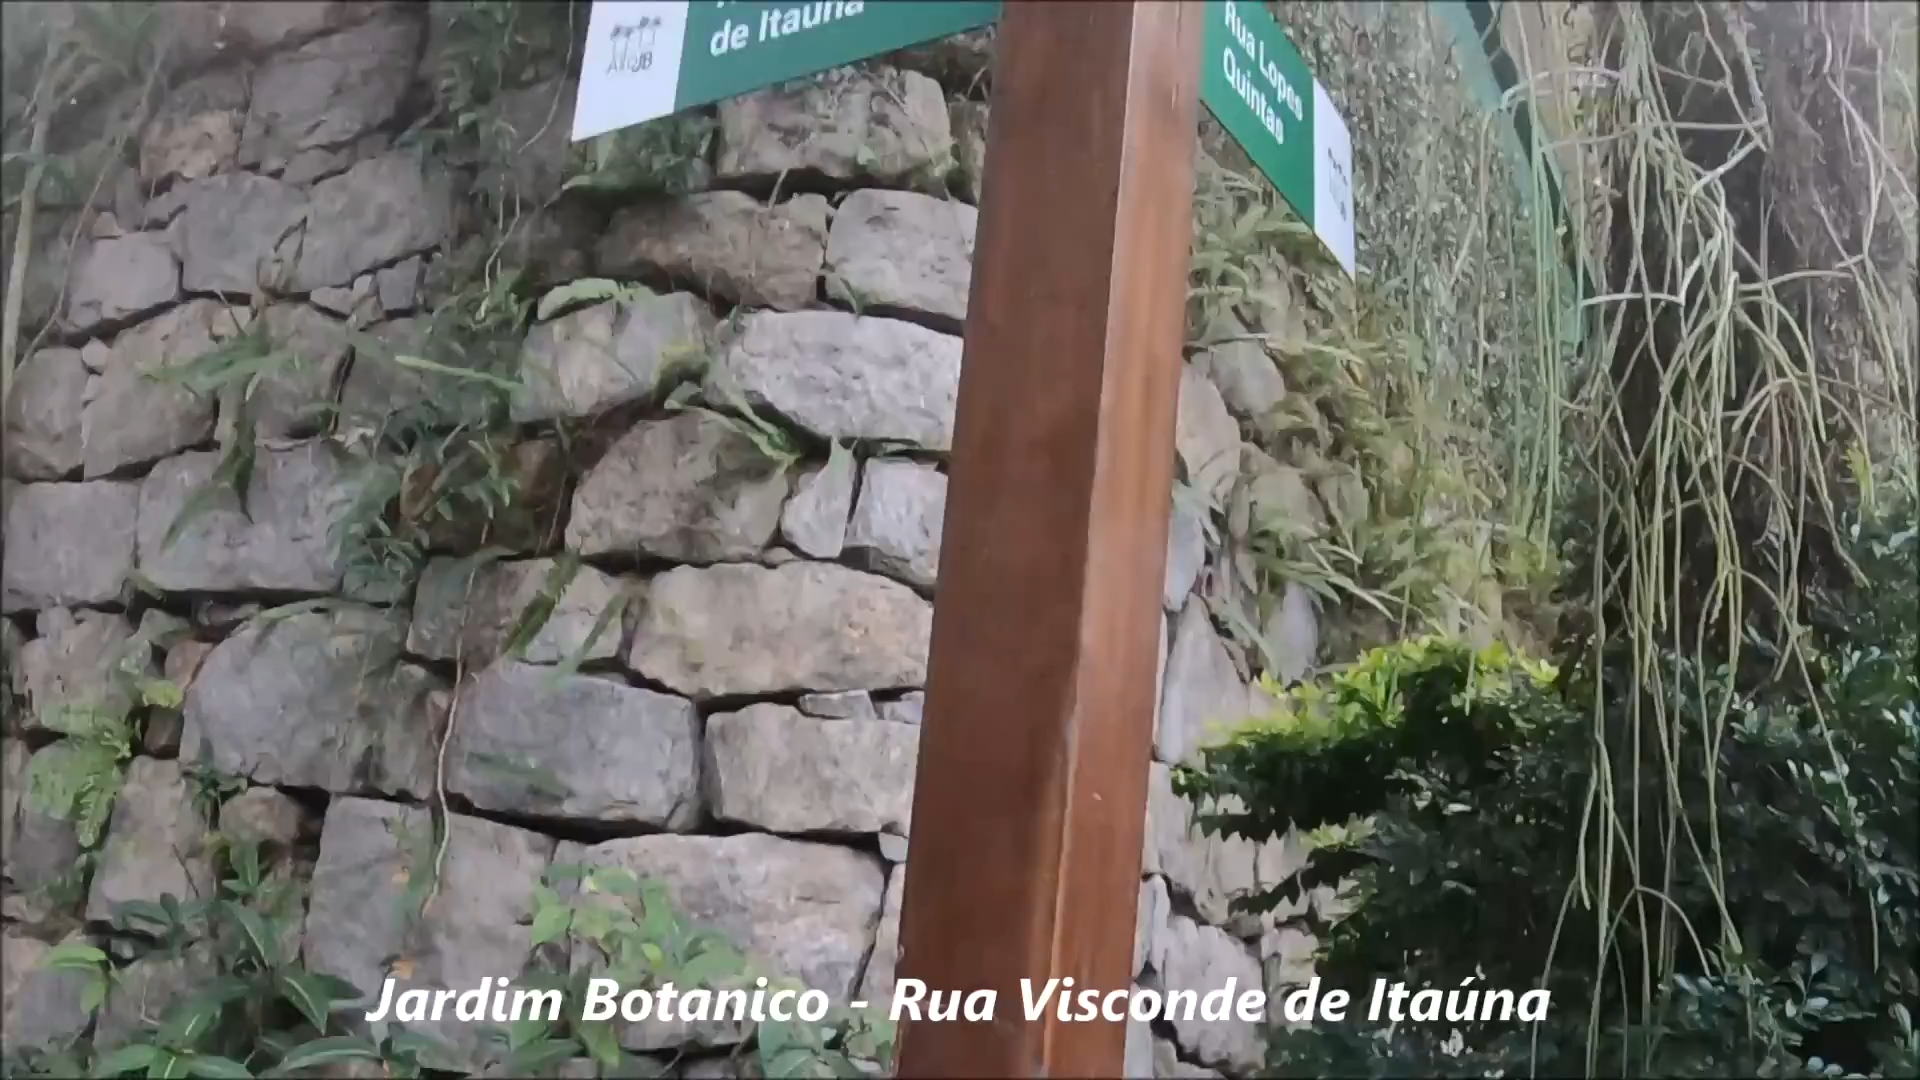 de Itaúna
Rua Lopes
Quintas
Jardim Botanico - Rua Visconde de Itaúna